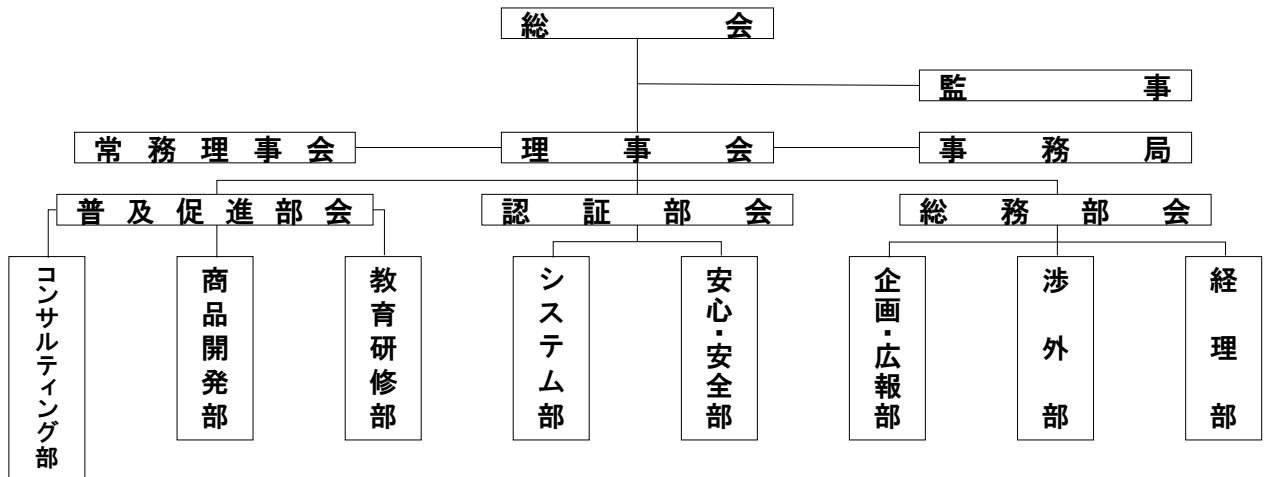 総会
監事
常務理事会
理事会
事務局
普及促進部会
認証部会
総務部会
コンサルティング部
商品開発部
教育研修部
システム部
安心・安全部
企画・広報部
渉外部
経理部